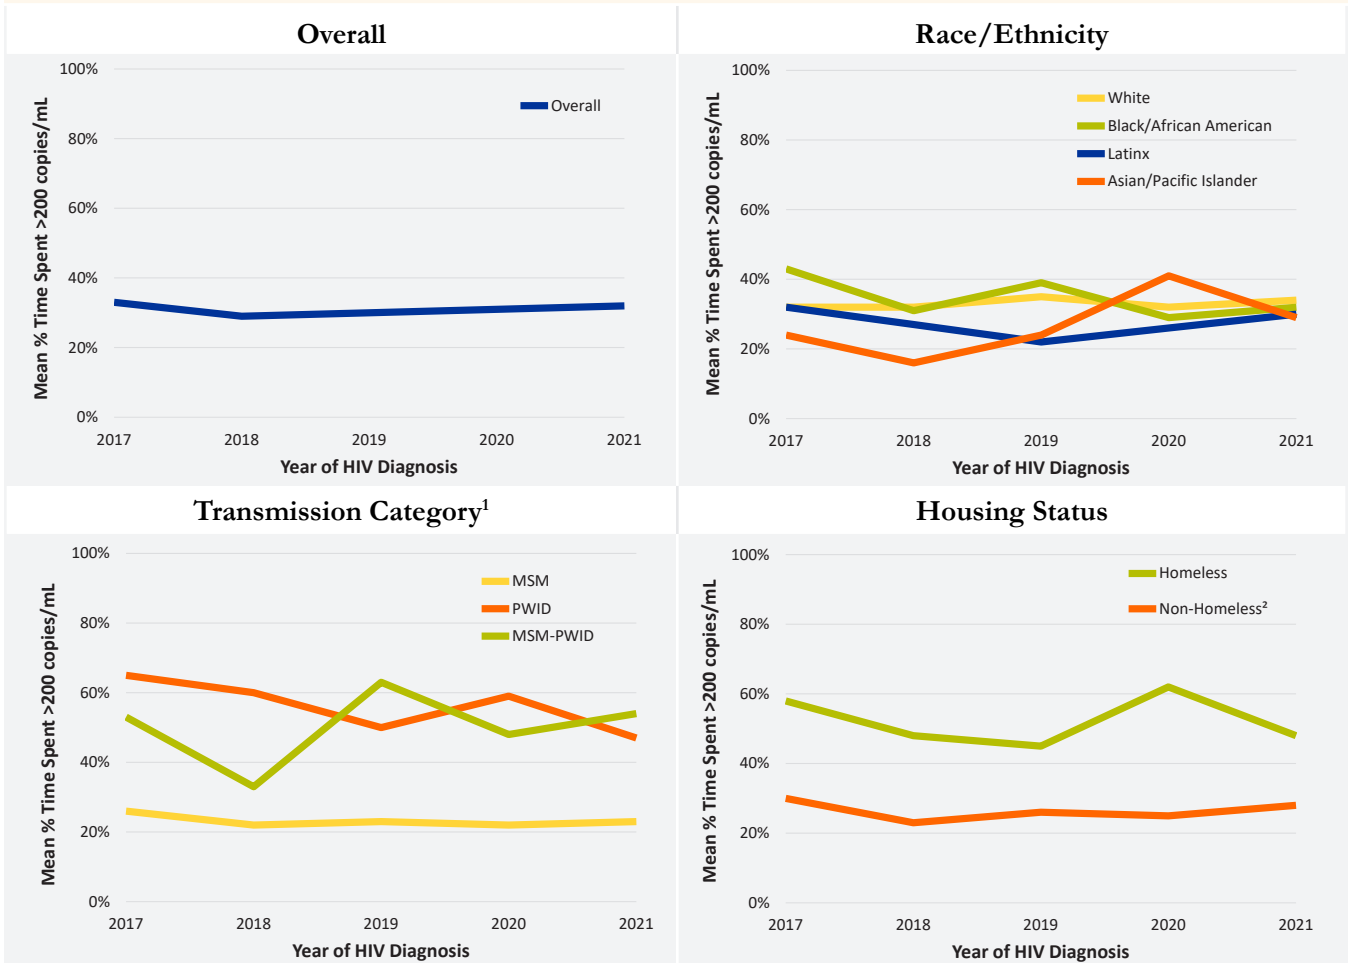 Overall
Mean % Time Spent >200 copies/mL
100%
80%
60%
40%
20%
0%
Overall
2017 2018 2019 2020 2021
Year of HIV Diagnosis
Race/Ethnicity
Mean % Time Spent >200 copies/mL
100%
80%
60%
40%
20%
0%
White
Black/African American
Latinx
Asian/Pacific Islander
2017 2018 2019 2020 2021
Year of HIV Diagnosis
Transmission Category¹
Mean % Time Spent >200 copies/mL
100%
80%
60%
40%
20%
0%
MSM
PWID
MSM-PWID
2017 2018 2019 2020 2021
Year of HIV Diagnosis
Housing Status
Mean % Time Spent >200 copies/mL
100%
80%
60%
40%
20%
0%
Homeless
Non-Homeless²
2017 2018 2019 2020 2021
Year of HIV Diagnosis